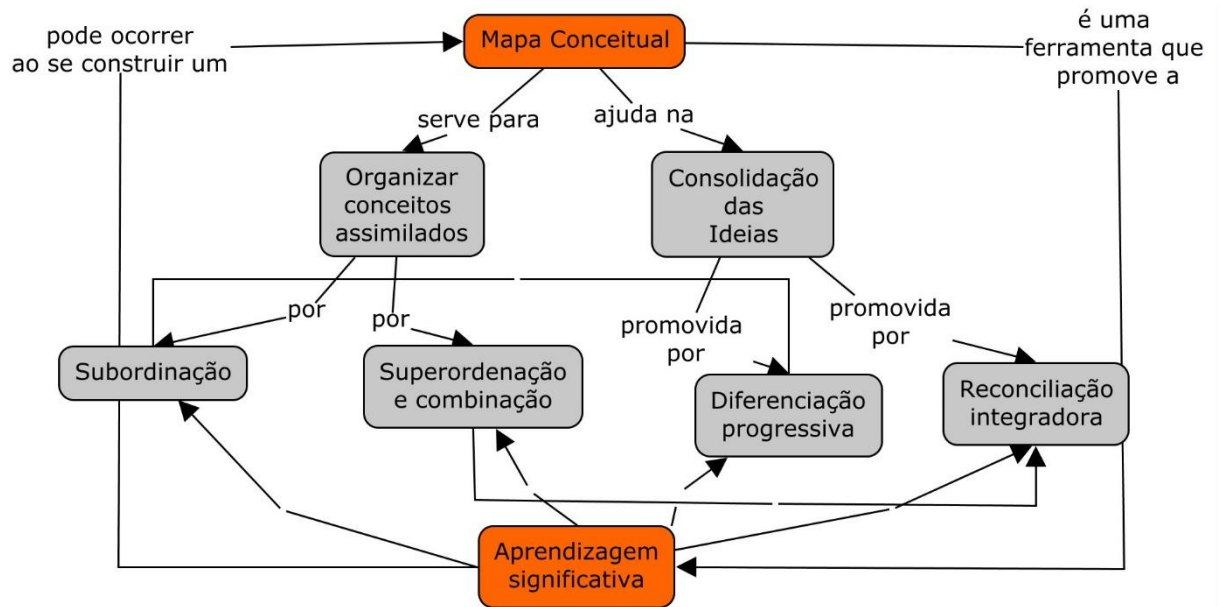 pode ocorrer
ao se construir um
Mapa Conceitual
é uma
ferramenta que
promove a
serve para
ajuda na
Organizar
conceitos
assimilados
Consolidação
das
Ideias
por
por
promovida
por
promovida
por
Subordinação
Superordenação
e combinação
Diferenciação
progressiva
Reconciliação
integradora
Aprendizagem
significativa